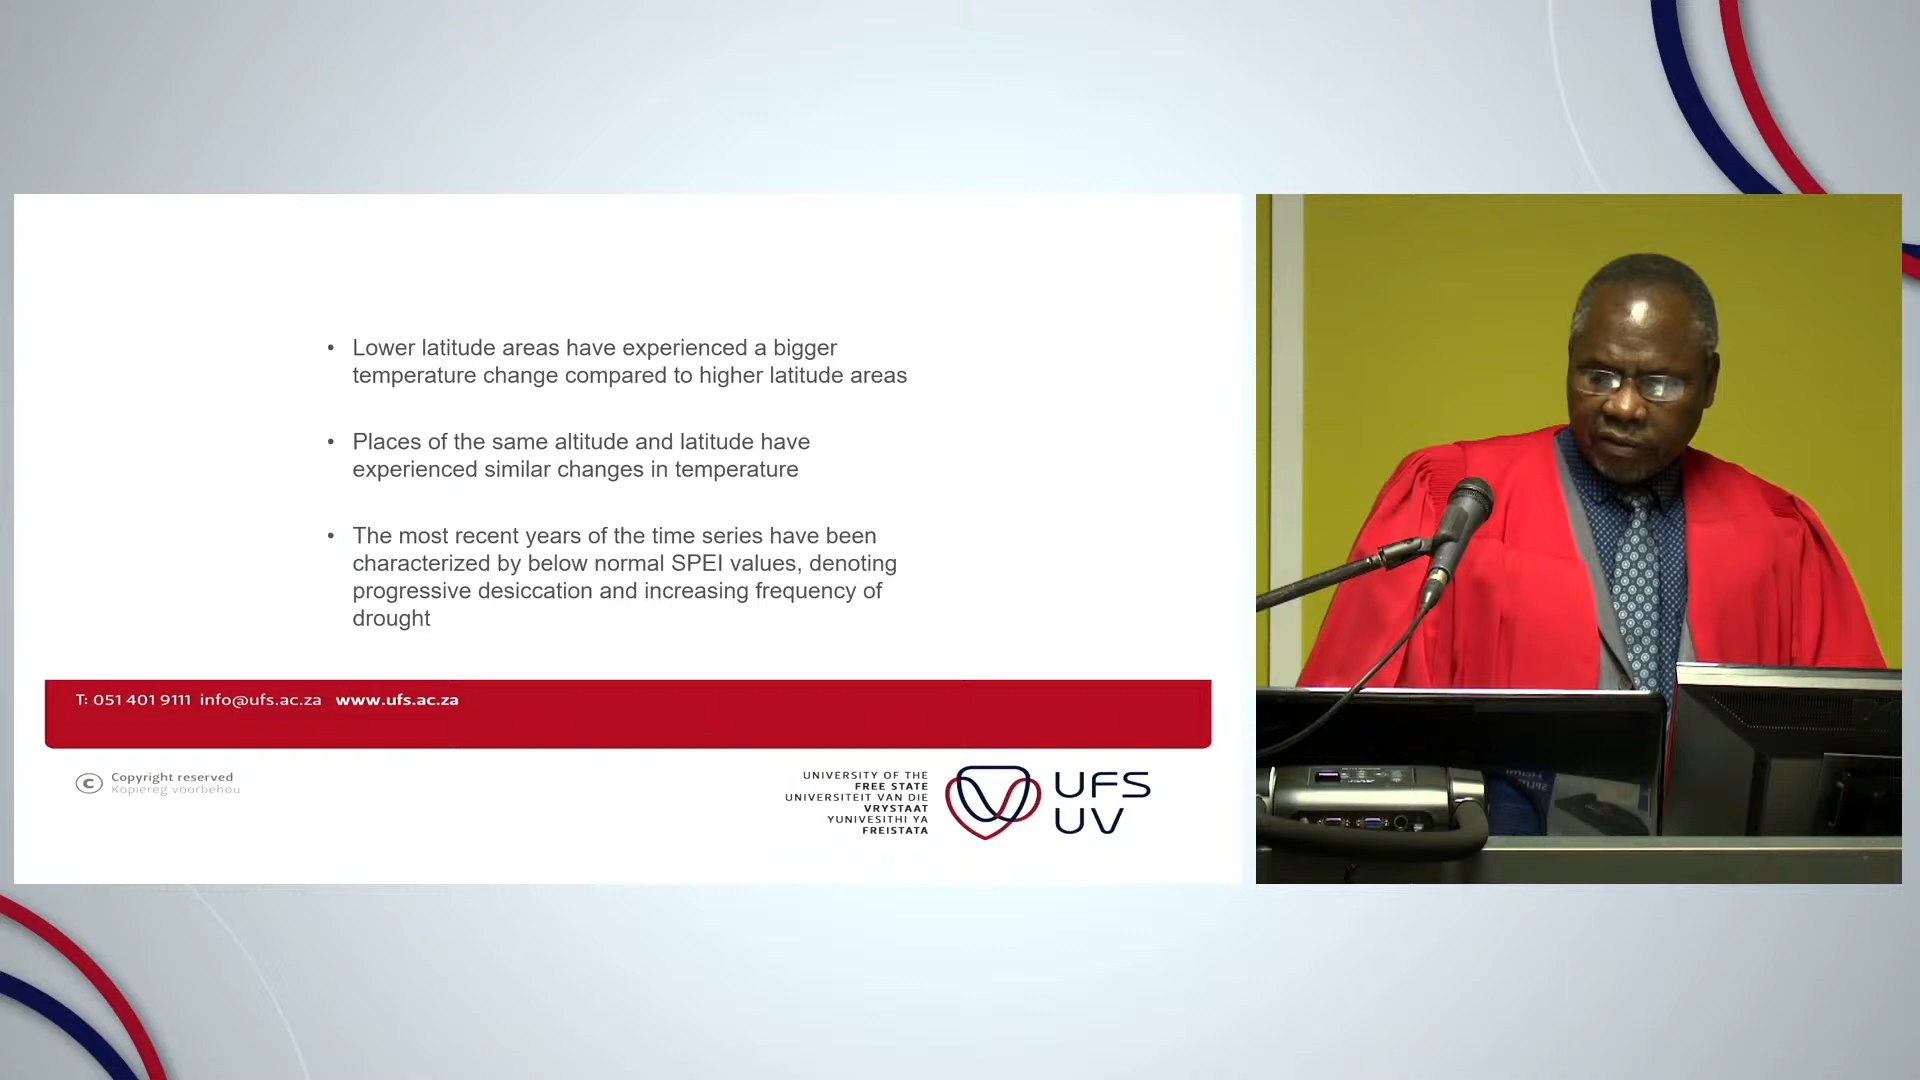 • Lower latitude areas have experienced a bigger
temperature change compared to higher latitude areas
• Places of the same altitude and latitude have
experienced similar changes in temperature
• The most recent years of the time series have been
characterized by below normal SPEI values, denoting
progressive desiccation and increasing frequency of
drought
T: 051 401 9111 info@ufs.ac.za www.ufs.ac.za
© Copyright reserved
Kopiereg voorbehou
UNIVERSITY OF THE
FREE STATE
UNIVERSITEIT VAN DIE
VRYSTAAT
YUNIVESITHI YA
FREISTATA
UFS
UV